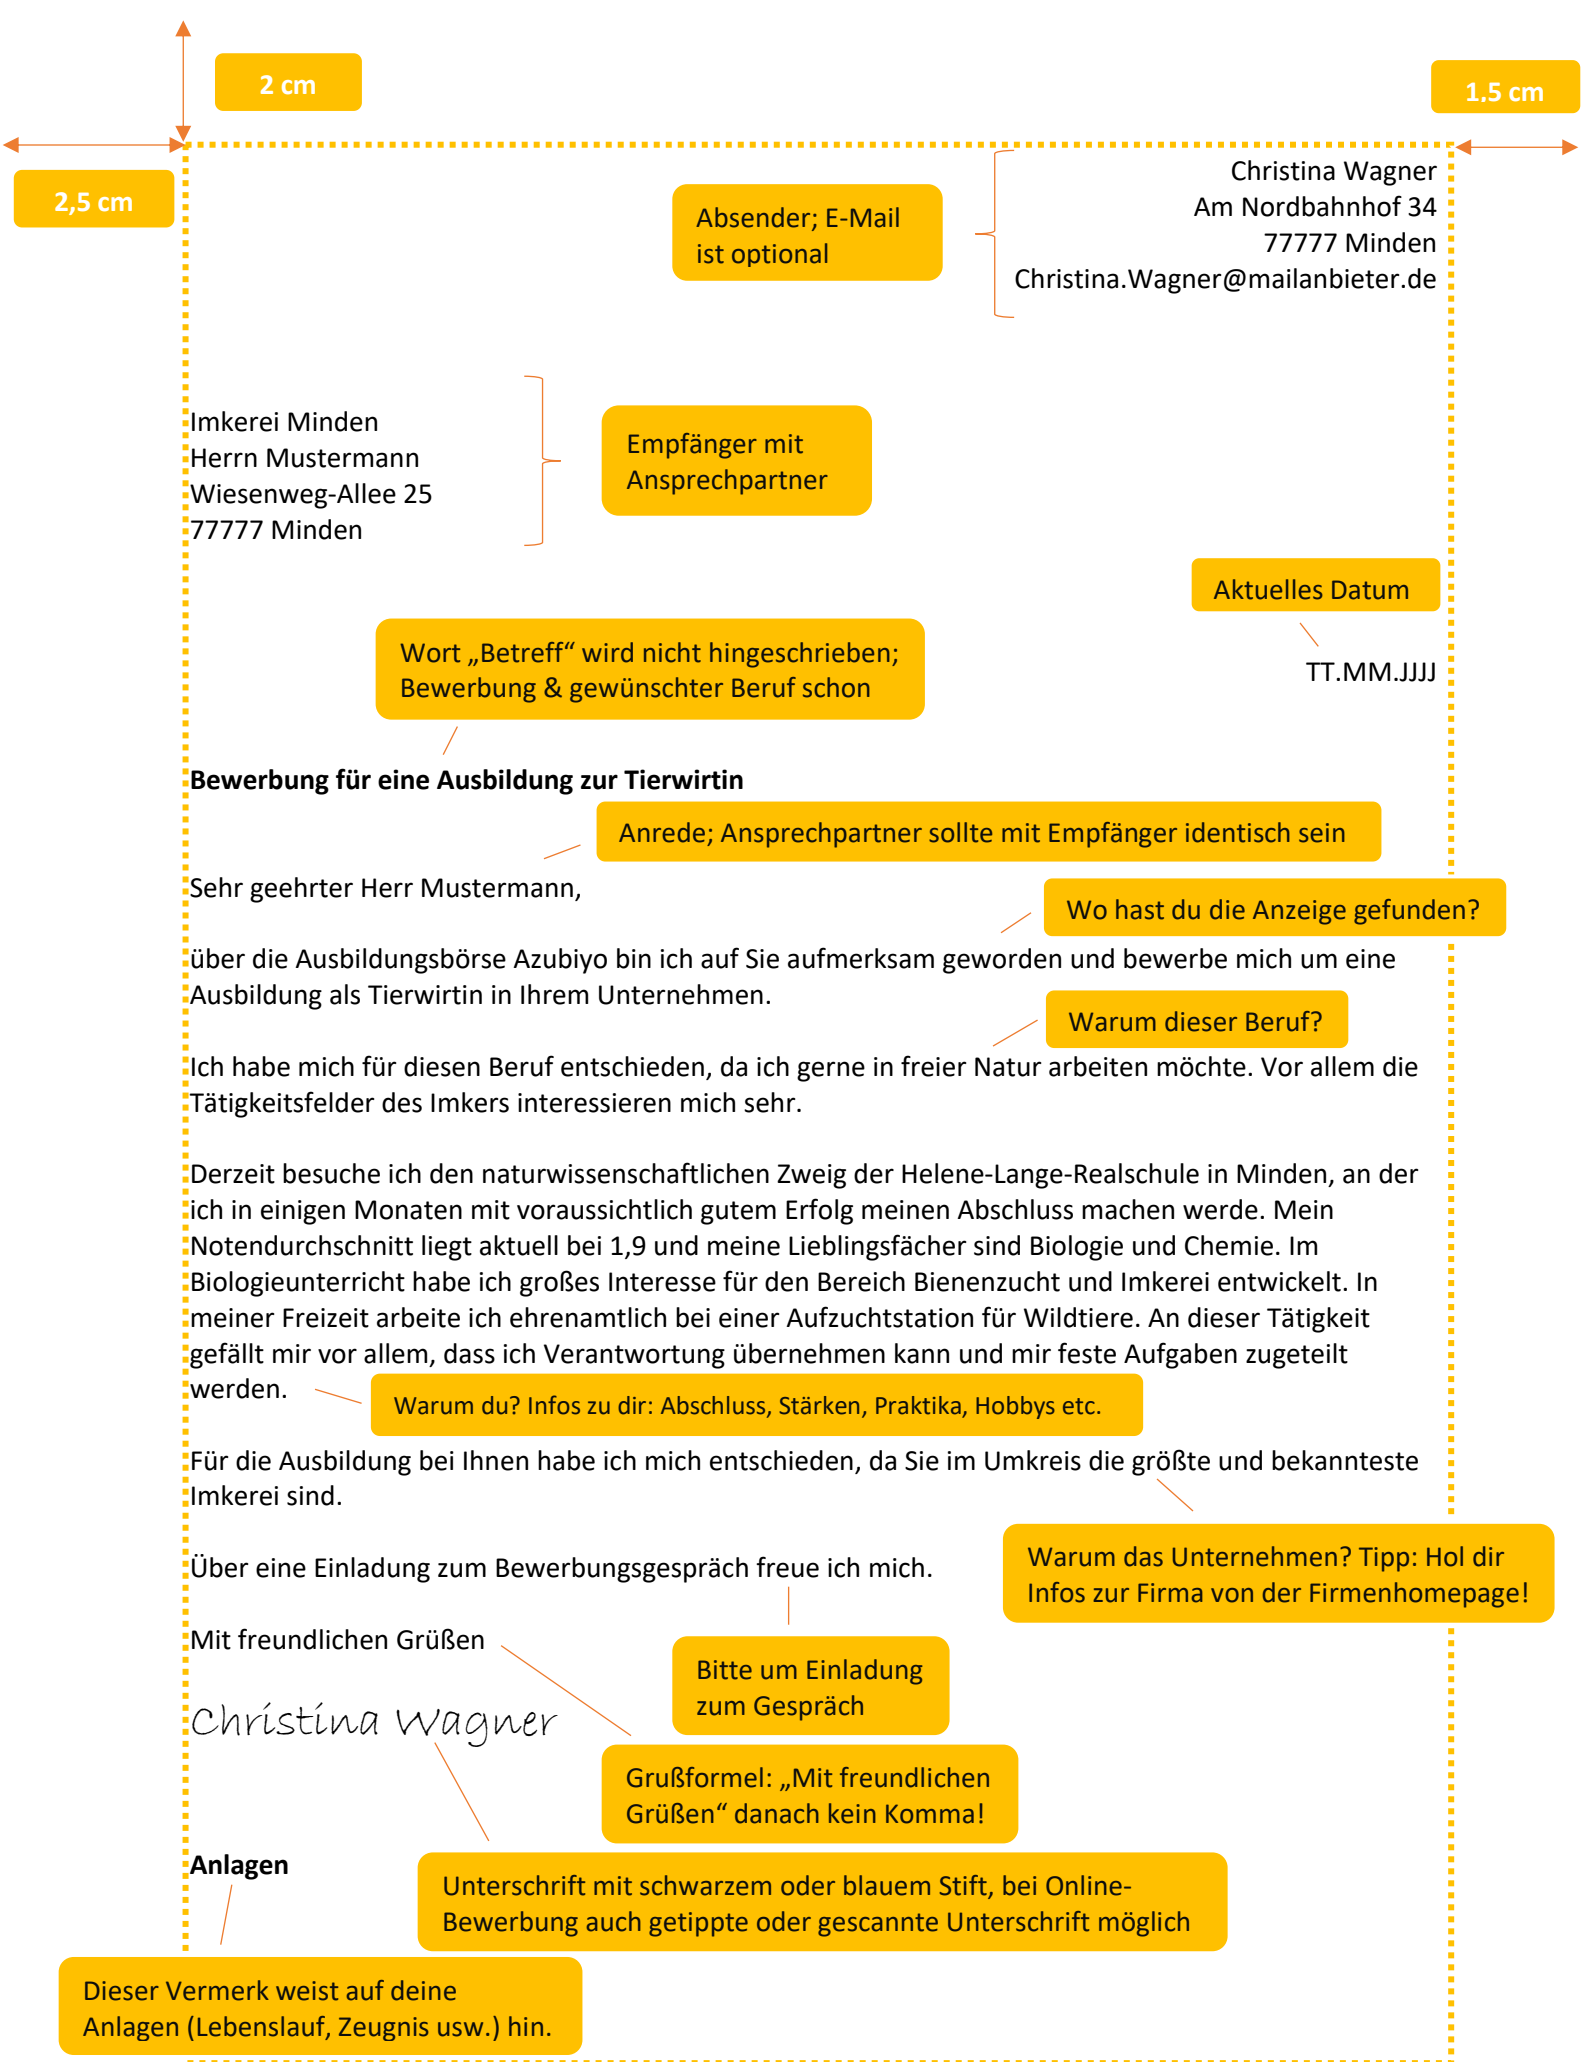 2 cm
1,5 cm
2,5 cm
Christina Wagner
Am Nordbahnhof 34
77777 Minden
Christina.Wagner@mailanbieter.de
Absender; E-Mail
ist optional
Imkerei Minden
Herrn Mustermann
Wiesenweg-Allee 25
77777 Minden
Empfänger mit
Ansprechpartner
Aktuelles Datum
TT.MM.JJJJ
Wort „Betreff“ wird nicht hingeschrieben;
Bewerbung & gewünschter Beruf schon
Bewerbung für eine Ausbildung zur Tierwirtin
Anrede; Ansprechpartner sollte mit Empfänger identisch sein
Sehr geehrter Herr Mustermann,
Wo hast du die Anzeige gefunden?
über die Ausbildungsbörse Azubiyo bin ich auf Sie aufmerksam geworden und bewerbe mich um eine
Ausbildung als Tierwirtin in Ihrem Unternehmen.
Warum dieser Beruf?
Ich habe mich für diesen Beruf entschieden, da ich gerne in freier Natur arbeiten möchte. Vor allem die
Tätigkeitsfelder des Imkers interessieren mich sehr.
Derzeit besuche ich den naturwissenschaftlichen Zweig der Helene-Lange-Realschule in Minden, an der
ich in einigen Monaten mit voraussichtlich gutem Erfolg meinen Abschluss machen werde. Mein
Notendurchschnitt liegt aktuell bei 1,9 und meine Lieblingsfächer sind Biologie und Chemie. Im
Biologieunterricht habe ich großes Interesse für den Bereich Bienenzucht und Imkerei entwickelt. In
meiner Freizeit arbeite ich ehrenamtlich bei einer Aufzuchtstation für Wildtiere. An dieser Tätigkeit
gefällt mir vor allem, dass ich Verantwortung übernehmen kann und mir feste Aufgaben zugeteilt
werden.
Warum du? Infos zu dir: Abschluss, Stärken, Praktika, Hobbys etc.
Für die Ausbildung bei Ihnen habe ich mich entschieden, da Sie im Umkreis die größte und bekannteste
Imkerei sind.
Warum das Unternehmen? Tipp: Hol dir
Infos zur Firma von der Firmenhomepage!
Über eine Einladung zum Bewerbungsgespräch freue ich mich.
Mit freundlichen Grüßen
Bitte um Einladung
zum Gespräch
Christina Wagner
Grußformel: „Mit freundlichen
Grüßen“ danach kein Komma!
Anlagen
Unterschrift mit schwarzem oder blauem Stift, bei Online-
Bewerbung auch getippte oder gescannte Unterschrift möglich
Dieser Vermerk weist auf deine
Anlagen (Lebenslauf, Zeugnis usw.) hin.